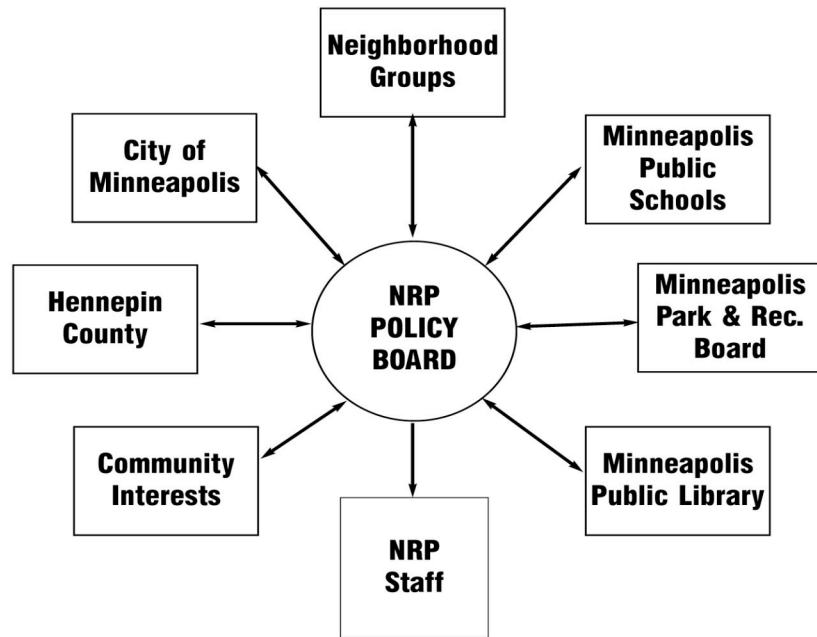 Neighborhood
Groups
City of
Minneapolis
Minneapolis
Public
Schools
Hennepin
County
NRP
POLICY
BOARD
Minneapolis
Park & Rec.
Board
Community
Interests
Minneapolis
Public Library
NRP
Staff